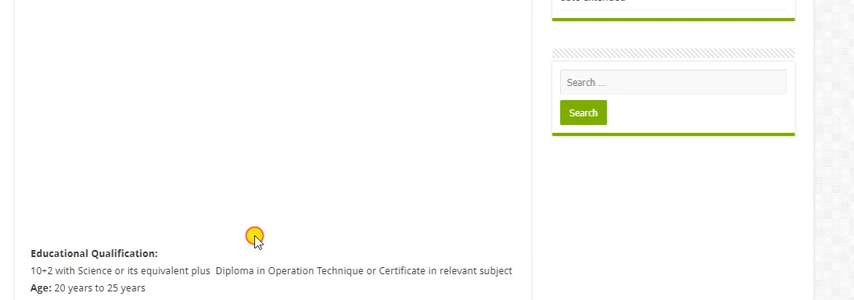 Search ...
Search
Educational Qualification:
10+2 with Science or its equivalent plus  Diploma in Operation Technique or Certificate in relevant subject
Age: 20 years to 25 years